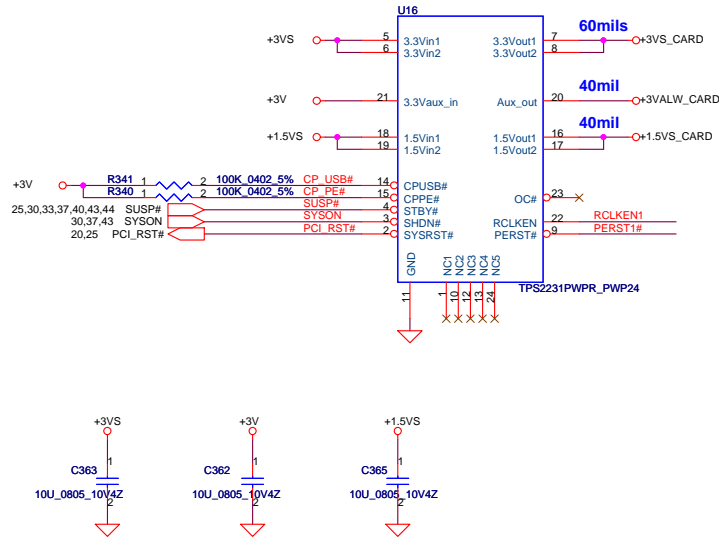 U16
60mils
+3VS 5 3.3Vin1 3.3Vout1 7 +3VS_CARD
6 3.3Vin2 3.3Vout2 8
40mil
+3V 21 3.3Vaux_in Aux_out 20 +3VALW_CARD
40mil
+1.5VS 18 1.5Vin1 1.5Vout1 16 +1.5VS_CARD
19 1.5Vin2 1.5Vout2 17
+3V R341 1 2 100K_0402_5% CP_USB# 14 CPUSB#
R340 1 2 100K_0402_5% CP_PE# 15 CPPE# OC# 23
25,30,33,37,40,43,44 SUSP# SUSP# 4 STBY#
30,37,43 SYSON SYSON 3 SHDN# RCLKEN 22 RCLKEN1
20,25 PCI_RST# PCI_RST# 2 SYSRST# PERST# 9 PERST1#
GND NC1 NC2 NC3 NC4 NC5
11 1 10 12 13 24
TPS2231PWPR_PWP24
+3VS +3V +1.5VS
1 1 1
C363 C362 C365
10U_0805_10V4Z 10U_0805_10V4Z 10U_0805_10V4Z
2 2 2